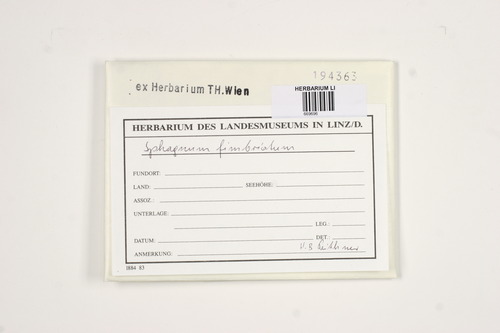 194363
ex Herbarium TH.Wien
HERBARIUM LI
HERBARIUM DES LANDESMUSEUMS IN LINZ/D.
Sphagnum fimbriatum
FUNDORT:
LAND: SEEHÖHE:
ASSOZ.:
UNTERLAGE:
LEG.:
DATUM: DET.:
ANMERKUNG:
I884 83